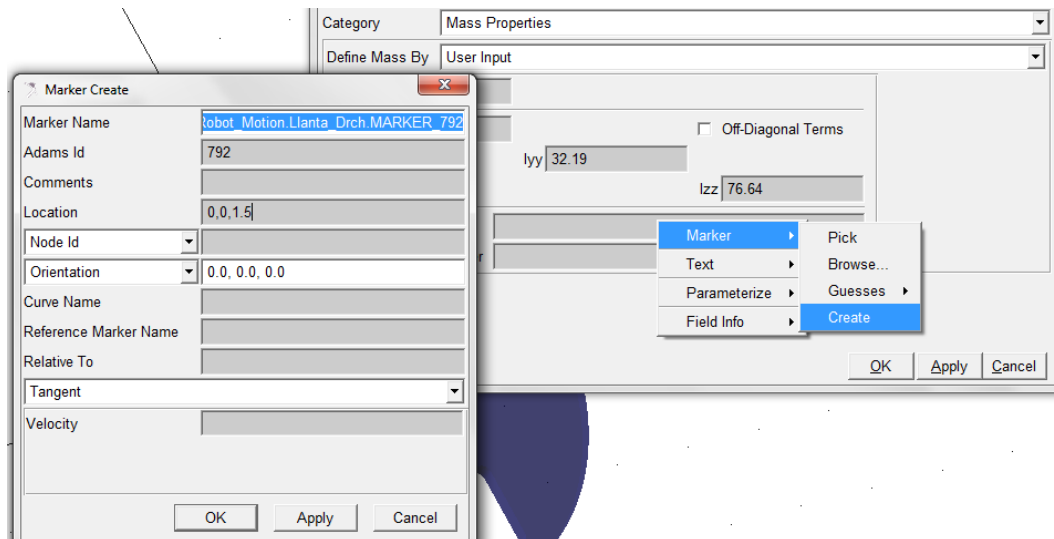 Category Mass Properties
Define Mass By User Input
Off-Diagonal Terms
Iyy 32.19
Izz 76.64
r
Marker
Text
Parameterize
Field Info
Pick
Browse...
Guesses
Create
OK Apply Cancel
Marker Create
Marker Name Robot_Motion.Llanta_Drch.MARKER_792
Adams Id 792
Comments
Location 0,0,1.5
Node Id
Orientation 0.0, 0.0, 0.0
Curve Name
Reference Marker Name
Relative To
Tangent
Velocity
OK Apply Cancel